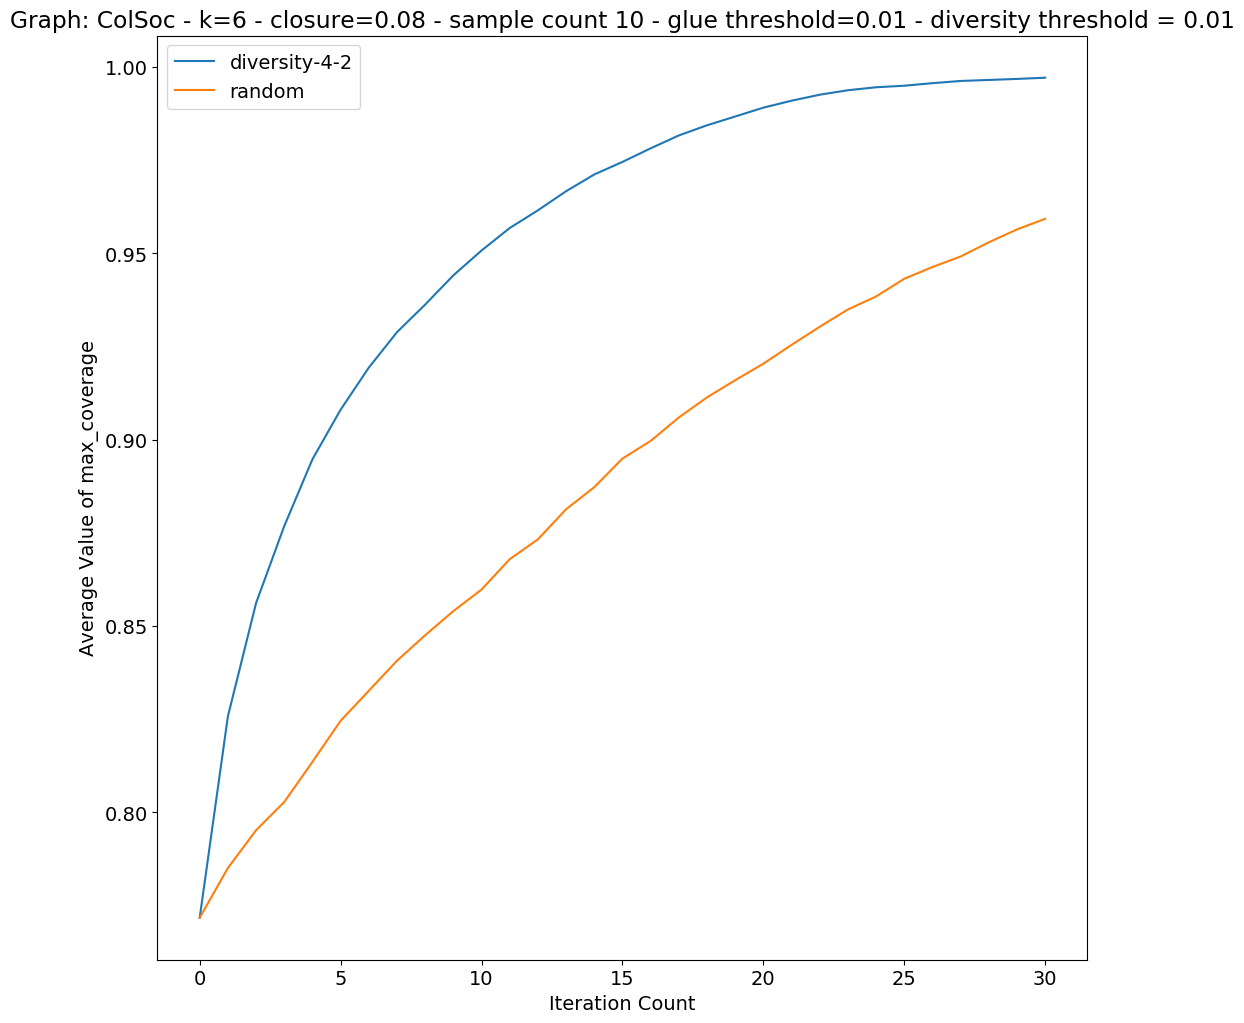 Graph: ColSoc - k=6 - closure=0.08 - sample count 10 - glue threshold=0.01 - diversity threshold = 0.01
diversity-4-2
random
1.00
0.95
0.90
0.85
0.80
Average Value of max_coverage
0 5 10 15 20 25 30
Iteration Count